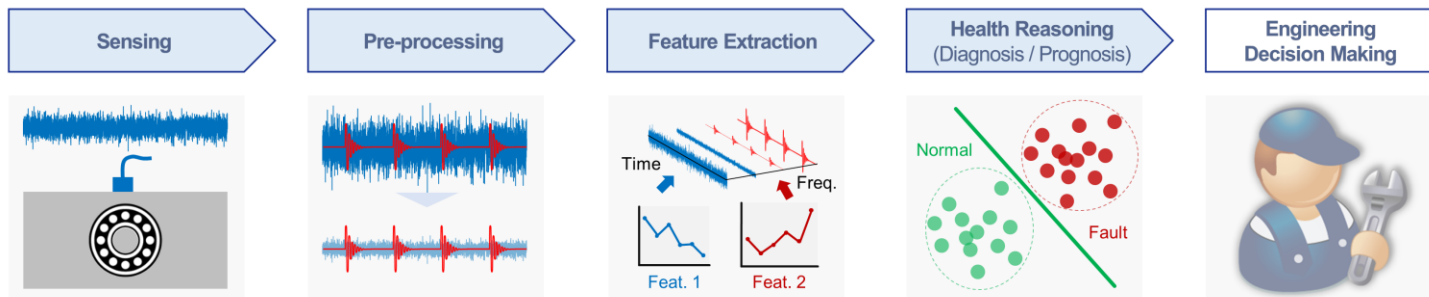 Sensing
Pre-processing
Feature Extraction
Health Reasoning
(Diagnosis / Prognosis)
Engineering
Decision Making
Time
Freq.
Feat. 1
Feat. 2
Normal
Fault